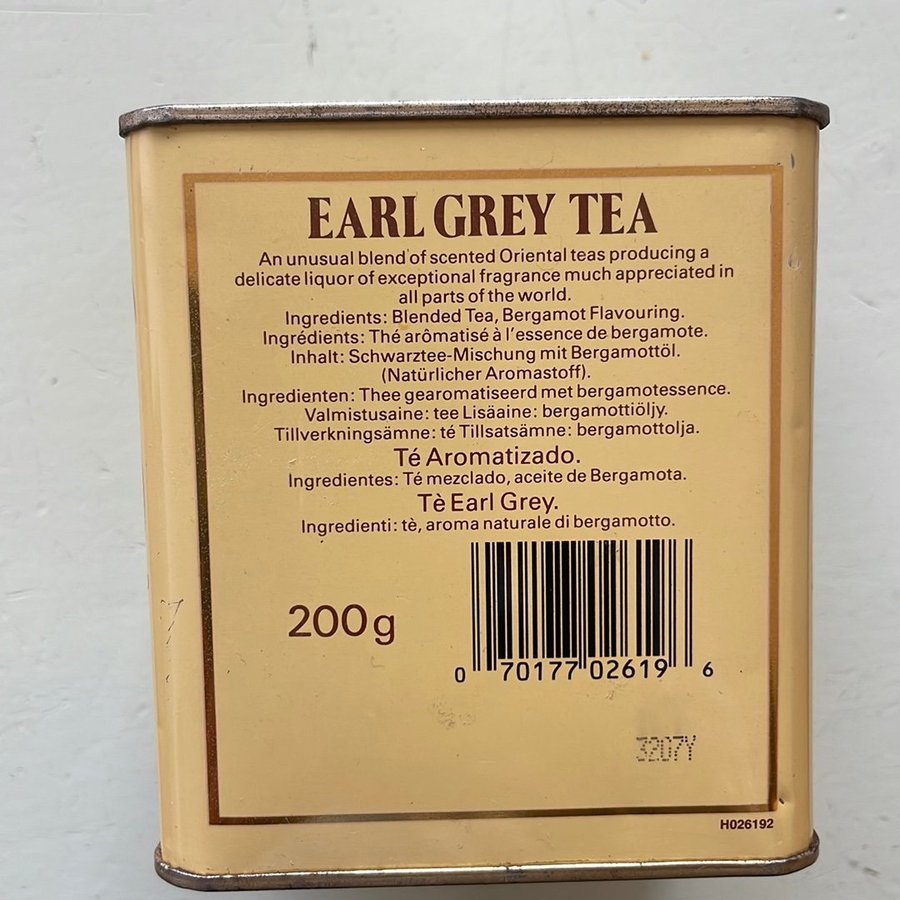 EARL GREY TEA
An unusual blend of scented Oriental teas producing a
delicate liquor of exceptional fragrance much appreciated in
all parts of the world.
Ingredients: Blended Tea, Bergamot Flavouring.
Ingrédients: Thé arômatisé à l'essence de bergamote.
Inhalt: Schwarztee-Mischung mit Bergamottöl.
(Natürlicher Aromastoff).
Ingredienten: Thee gearomatiseerd met bergamotessence.
Valmistusaine: tee Lisäaine: bergamottiöljy.
Tillverkningsämne: té Tillsatsämne: bergamottolja.
Té Aromatizado.
Ingredientes: Té mezclado, aceite de Bergamota.
Tè Earl Grey.
Ingredienti: tè, aroma naturale di bergamotto.
200g
0 70177 02619 6
3207Y
H026192